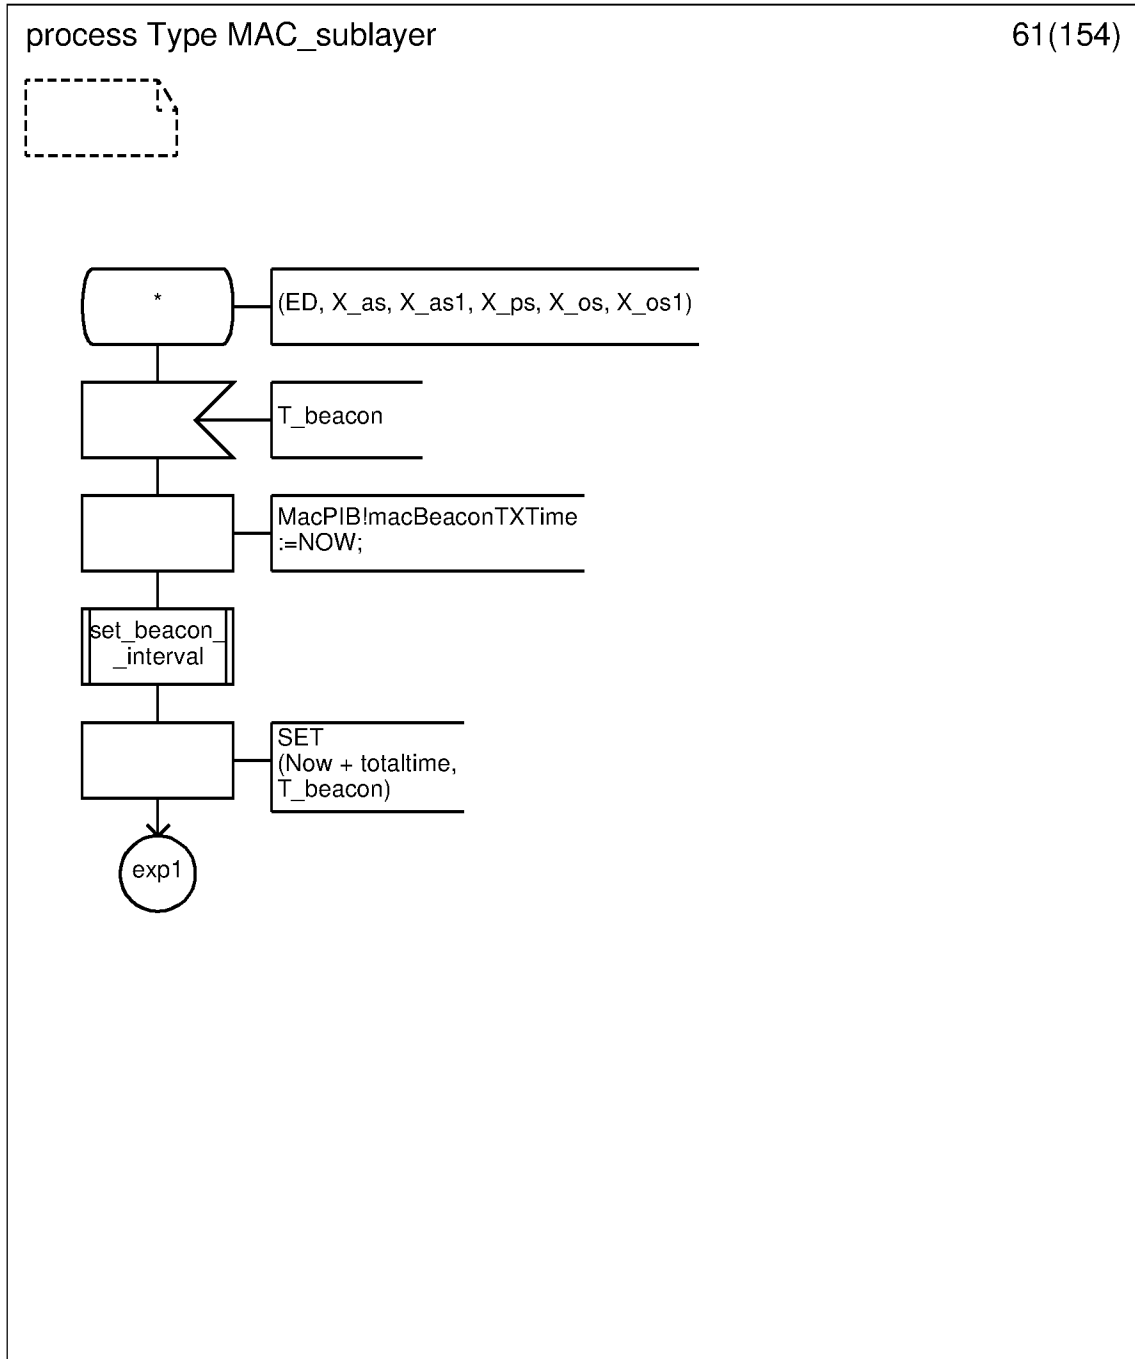 process Type MAC_sublayer
61(154)
*
(ED, X_as, X_as1, X_ps, X_os, X_os1)
T_beacon
MacPIB!macBeaconTXTime
:=NOW;
set_beacon_
_interval
SET
(Now + totaltime,
T_beacon)
exp1